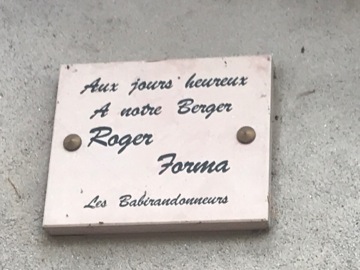 Aux jours heureux
A notre Berger
Roger
Forma
Les Babirandonneurs